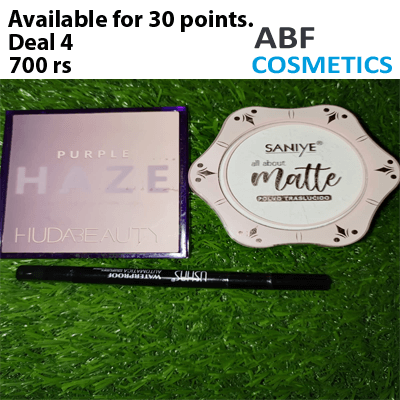 Available for 30 points.
Deal 4
700 rs
ABF
COSMETICS
PURPLE
HAZE
HUDABEAUTY
SANIYE®
all about
matte
POLVO TRASLUCIDO
USHAS
WATERPROOF